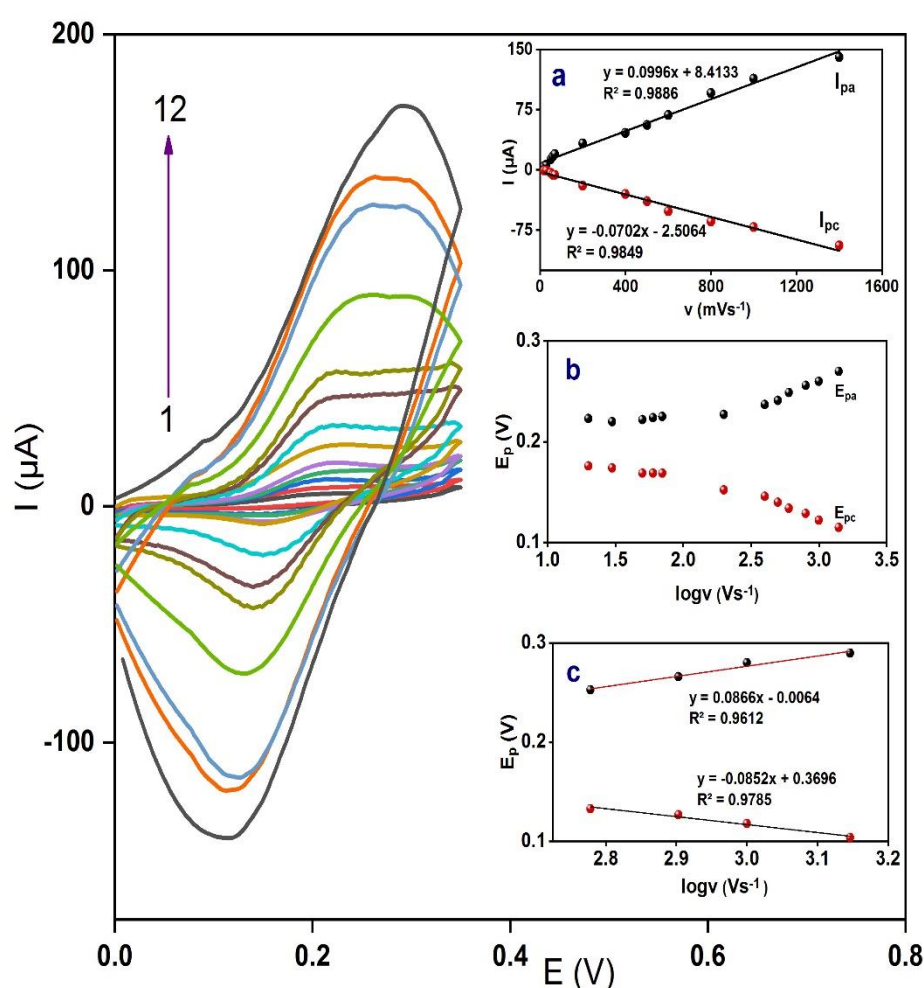 200
100
0
-100
I (µA)
0.0 0.2 0.4 0.6 0.8
E (V)
12
1
a
y = 0.0996x + 8.4133
R² = 0.9886
Ipa
y = -0.0702x - 2.5064
R² = 0.9849
Ipc
150
75
0
-75
I (µA)
0 400 800 1200 1600
v (mVs⁻¹)
b
Epa
Epc
0.3
0.2
0.1
Ep (V)
1.0 1.5 2.0 2.5 3.0 3.5
logv (Vs⁻¹)
c
y = 0.0866x - 0.0064
R² = 0.9612
y = -0.0852x + 0.3696
R² = 0.9785
0.3
0.2
0.1
Ep (V)
2.8 2.9 3.0 3.1 3.2
logv (Vs⁻¹)